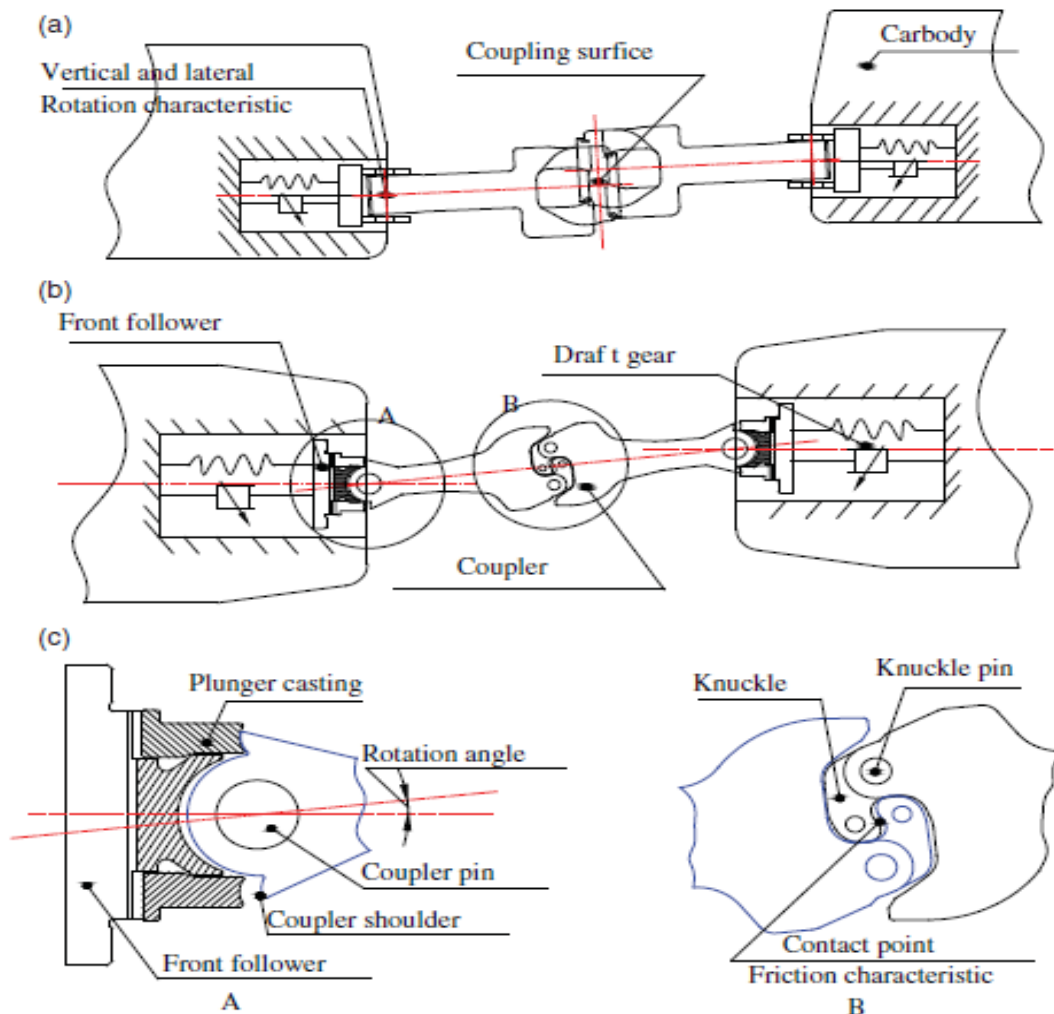 (a)
Vertical and lateral
Rotation characteristic
Coupling surfice
Carbody
(b)
Front follower
A
B
Draf t gear
Coupler
(c)
Plunger casting
Rotation angle
Coupler pin
Coupler shoulder
Front follower
A
Knuckle
Knuckle pin
Contact point
Friction characteristic
B